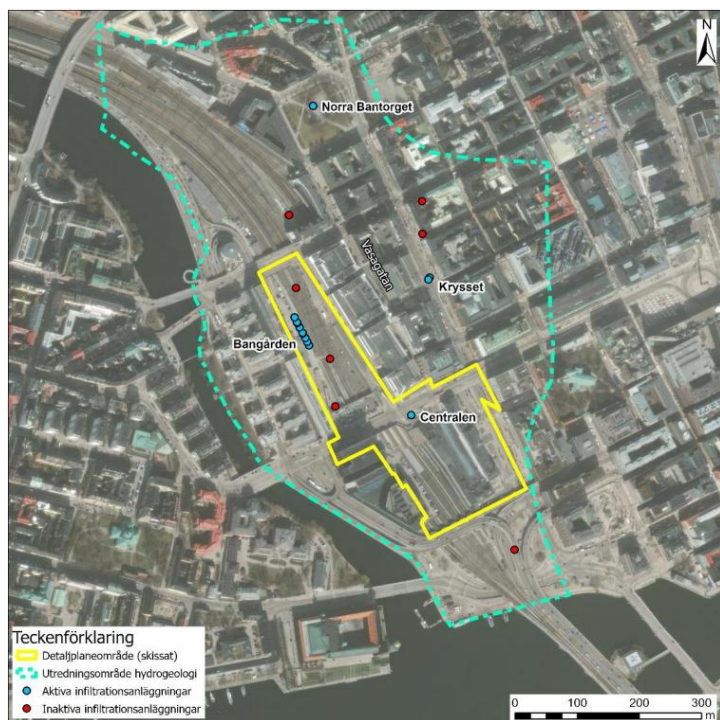 N
Norra Bantorget
Vasagatan
Krysset
Bangården
Centralen
Teckenförklaring
Detaljplaneområde (skissat)
Utredningsområde hydrogeologi
Aktiva infiltrationsanläggningar
Inaktiva infiltrationsanläggningar
0 100 200 300
m